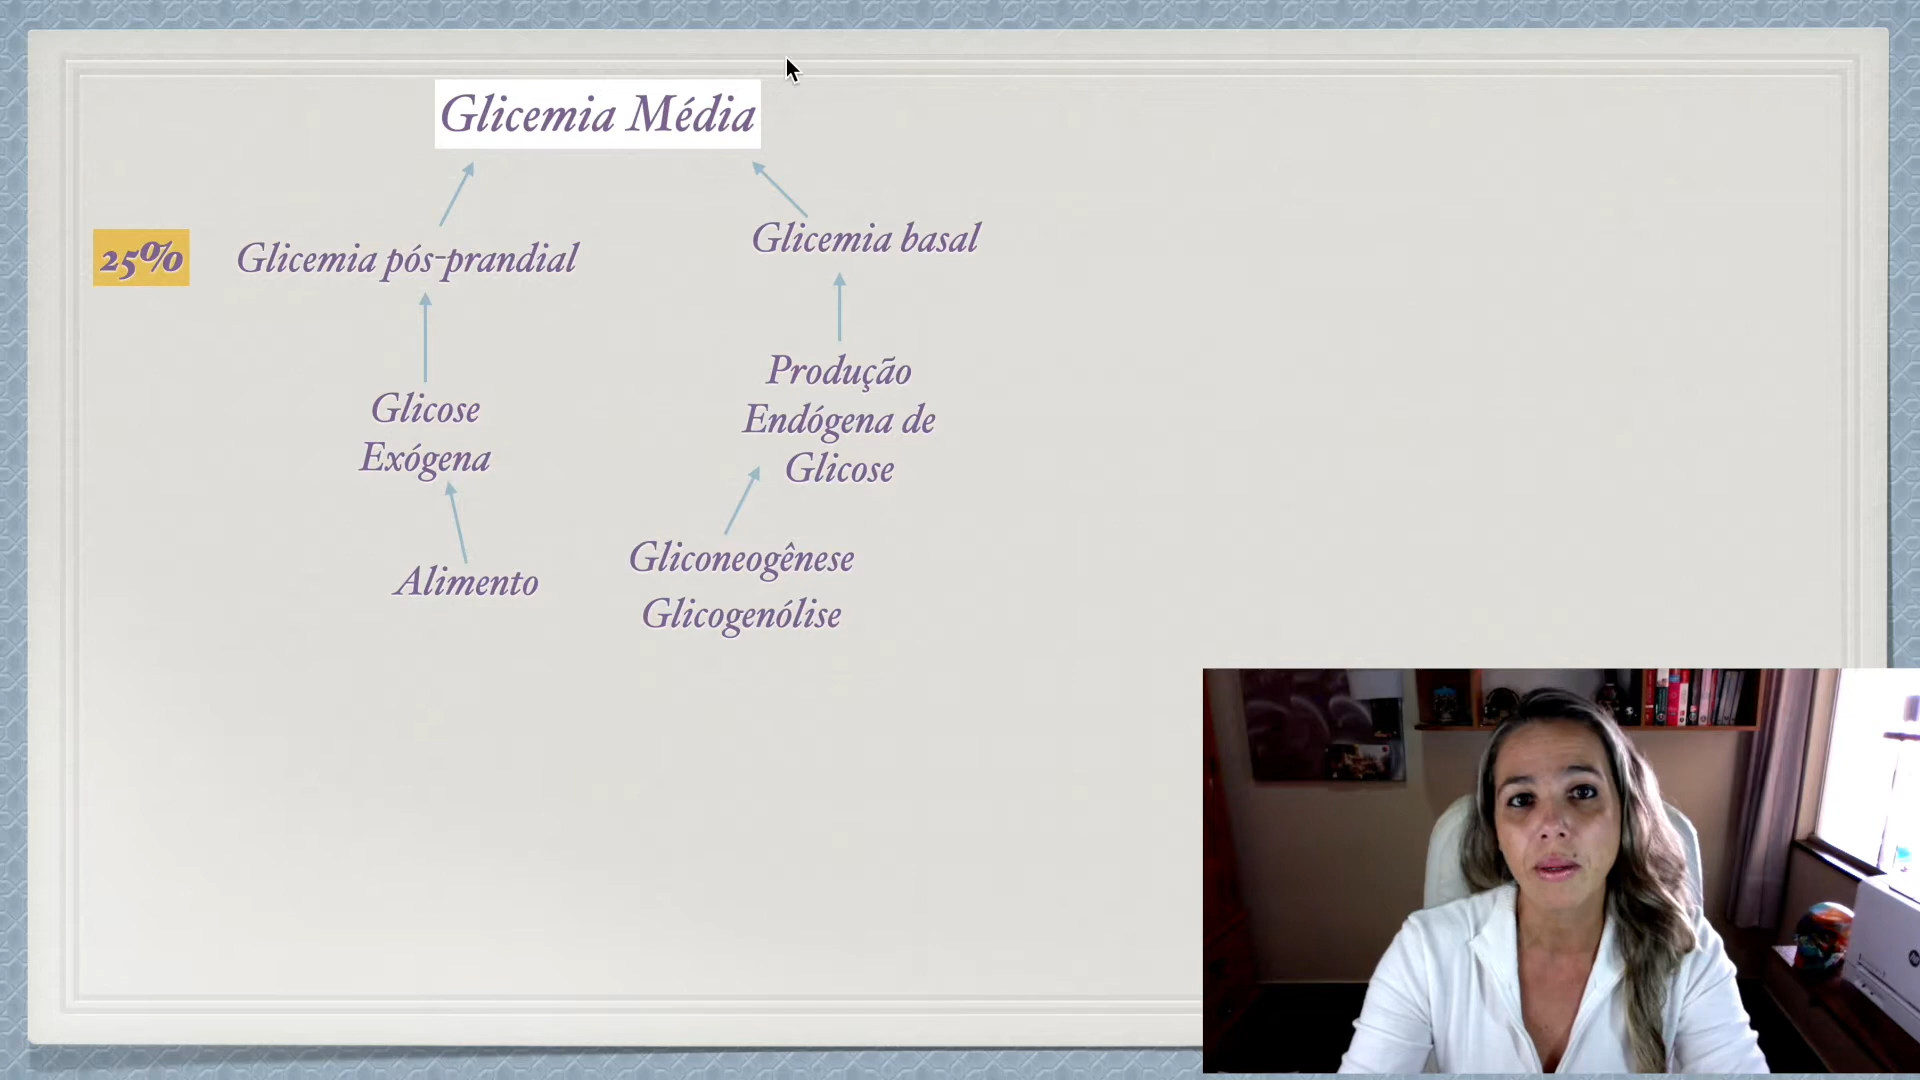 Glicemia Média
25%
Glicemia pós-prandial
Glicemia basal
Glicose
Exógena
Produção
Endógena de
Glicose
Alimento
Gliconeogênese
Glicogenólise